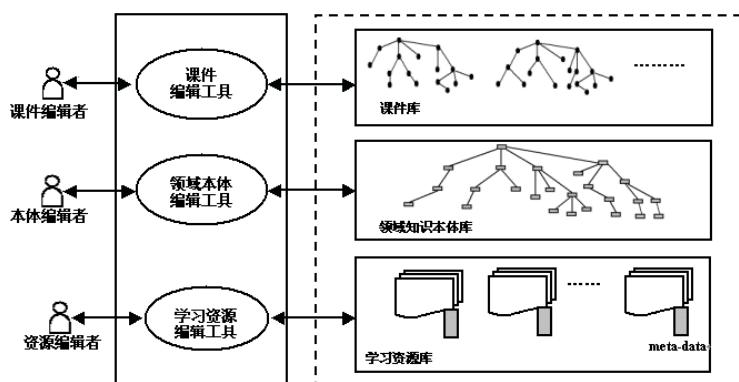 课件
编辑工具
课件编辑者
课件库
领域本体
编辑工具
本体编辑者
领域知识本体库
学习资源
编辑工具
资源编辑者
meta-data
学习资源库